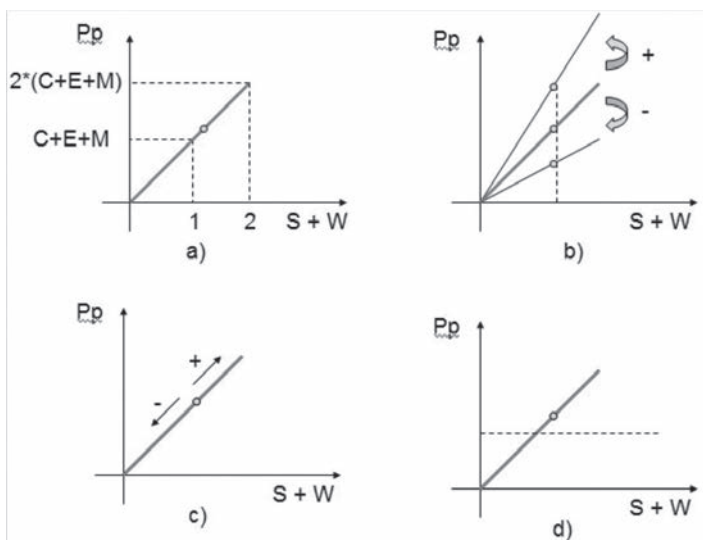 Pp
2*(C+E+M)
C+E+M
1 2 S + W
a)
Pp
+
-
S + W
b)
Pp
+
-
S + W
c)
Pp
S + W
d)